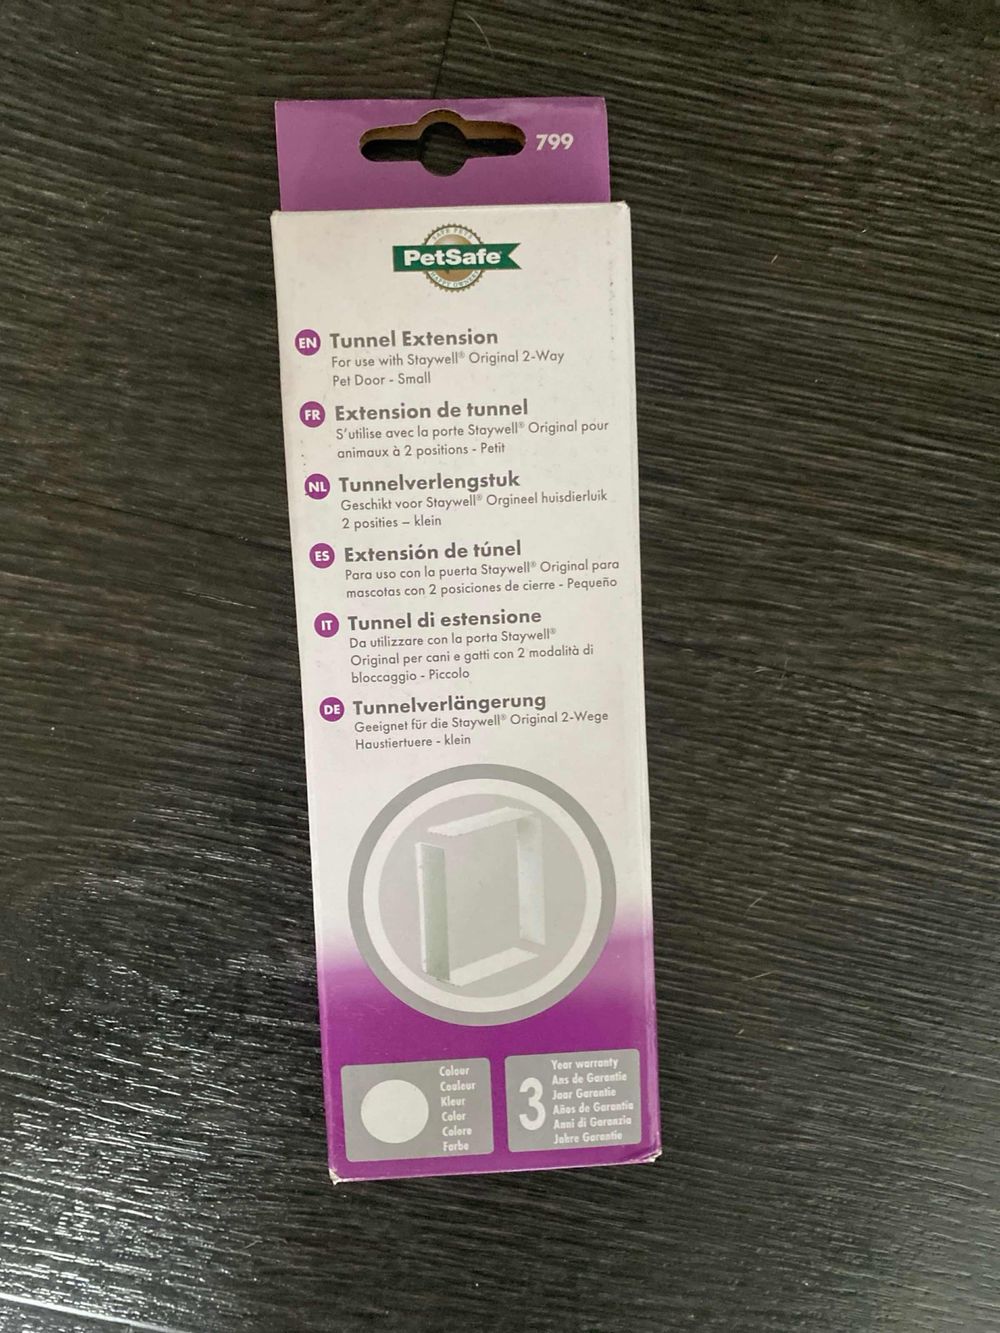 799
SAFE PETS
PetSafe®
HAPPY OWNERS
EN Tunnel Extension
For use with Staywell® Original 2-Way
Pet Door - Small
FR Extension de tunnel
S'utilise avec la porte Staywell® Original pour
animaux à 2 positions - Petit
NL Tunnelverlengstuk
Geschikt voor Staywell® Orgineel huisdierluik
2 posities – klein
ES Extensión de túnel
Para uso con la puerta Staywell® Original para
mascotas con 2 posiciones de cierre - Pequeño
IT Tunnel di estensione
Da utilizzare con la porta Staywell®
Original per cani e gatti con 2 modalità di
bloccaggio - Piccolo
DE Tunnelverlängerung
Geeignet für die Staywell® Original 2-Wege
Haustiertuere - klein
Colour
Couleur
Kleur
Color
Colore
Farbe
3
Year warranty
Ans de Garantie
Jaar Garantie
Años de Garantía
Anni di Garanzia
Jahre Garantie